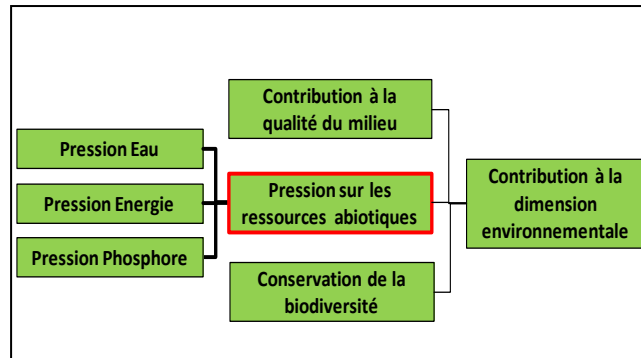 Pression Eau
Pression Energie
Pression Phosphore
Contribution à la
qualité du milieu
Pression sur les
ressources abiotiques
Conservation de la
biodiversité
Contribution à la
dimension
environnementale